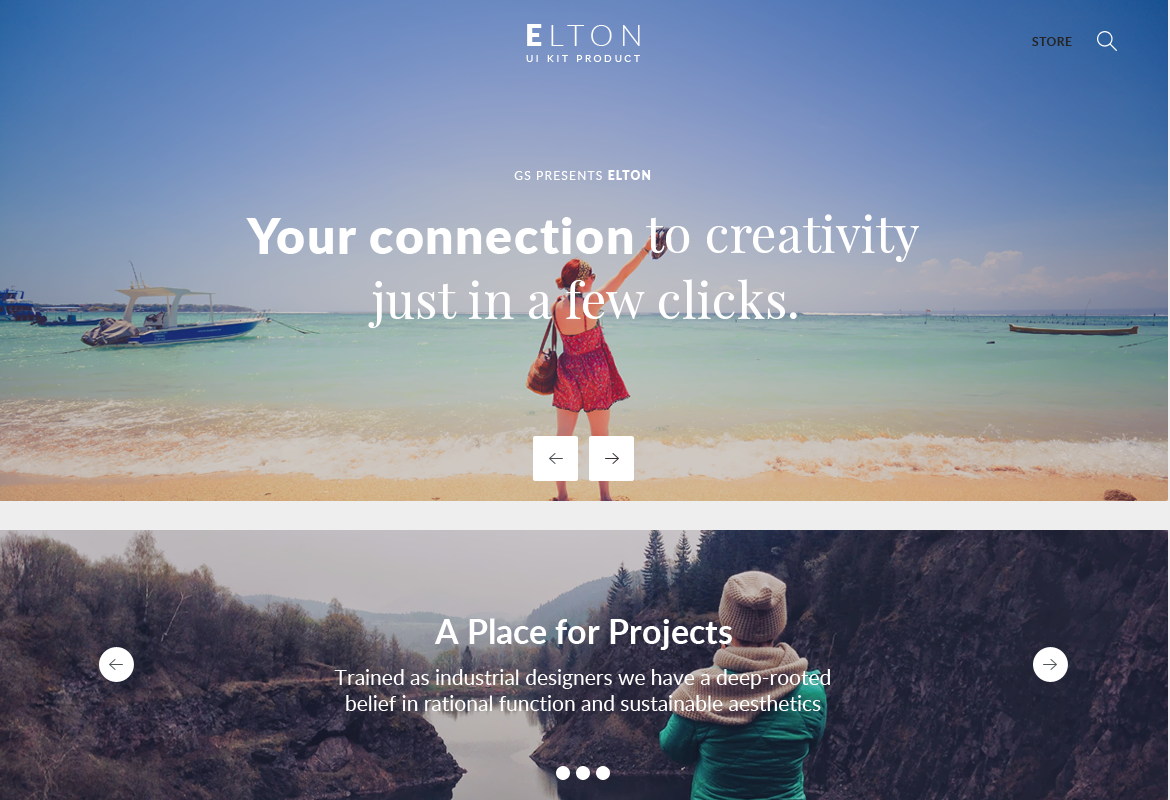 ELTON
UI KIT PRODUCT
STORE
GS PRESENTS ELTON
Your connection to creativity
just in a few clicks.
A Place for Projects
Trained as industrial designers we have a deep-rooted
belief in rational function and sustainable aesthetics